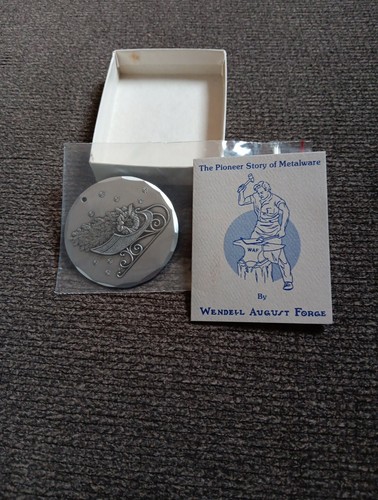 The Pioneer Story of Metalware
WAF
By
Wendell August Forge